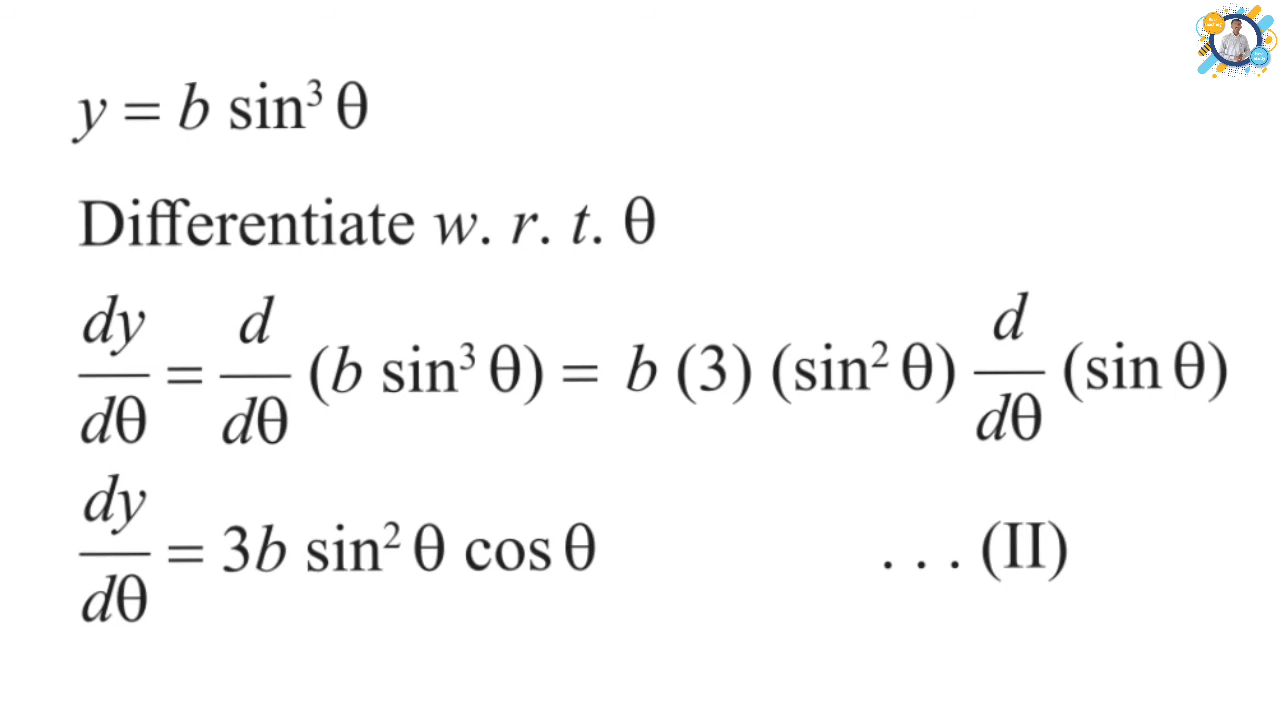 y = b sin³ θ
Differentiate w. r. t. θ
dy/dθ = d/dθ (b sin³ θ) = b (3) (sin² θ) d/dθ (sin θ)
dy/dθ = 3b sin² θ cos θ . . . (II)